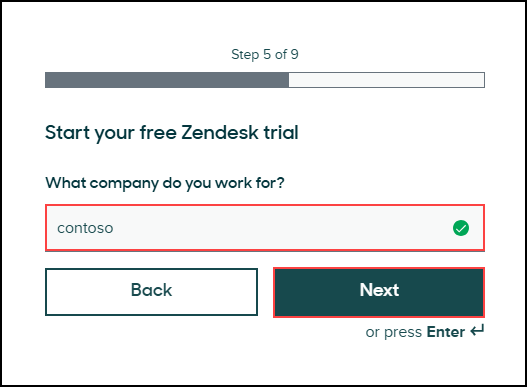 Step 5 of 9
Start your free Zendesk trial
What company do you work for?
contoso
Back
Next
or press Enter ↵